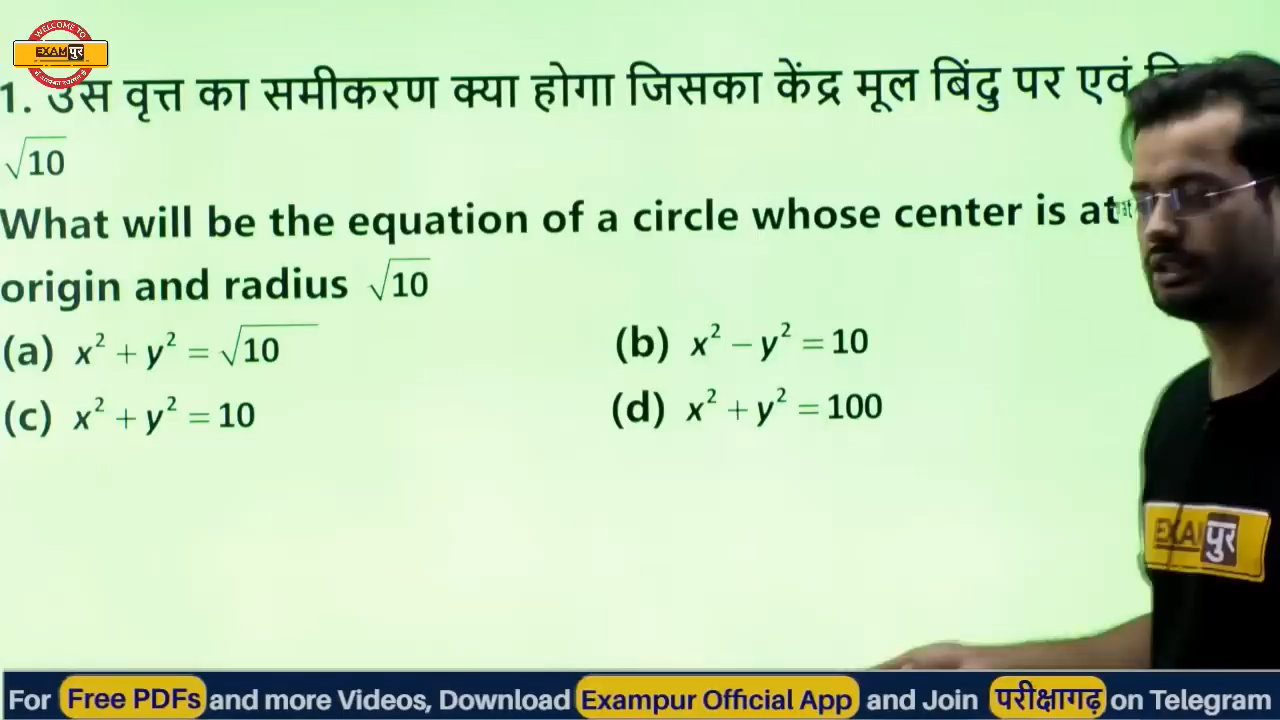 WELCOME TO
EXAMपुर
1. उस वृत्त का समीकरण क्या होगा जिसका केंद्र मूल बिंदु पर एवं
√10
What will be the equation of a circle whose center is at
origin and radius √10
(a) x² + y² = √10
(b) x² − y² = 10
(c) x² + y² = 10
(d) x² + y² = 100
EXAMपुर
For Free PDFs and more Videos, Download Exampur Official App and Join परीक्षागढ़ on Telegram